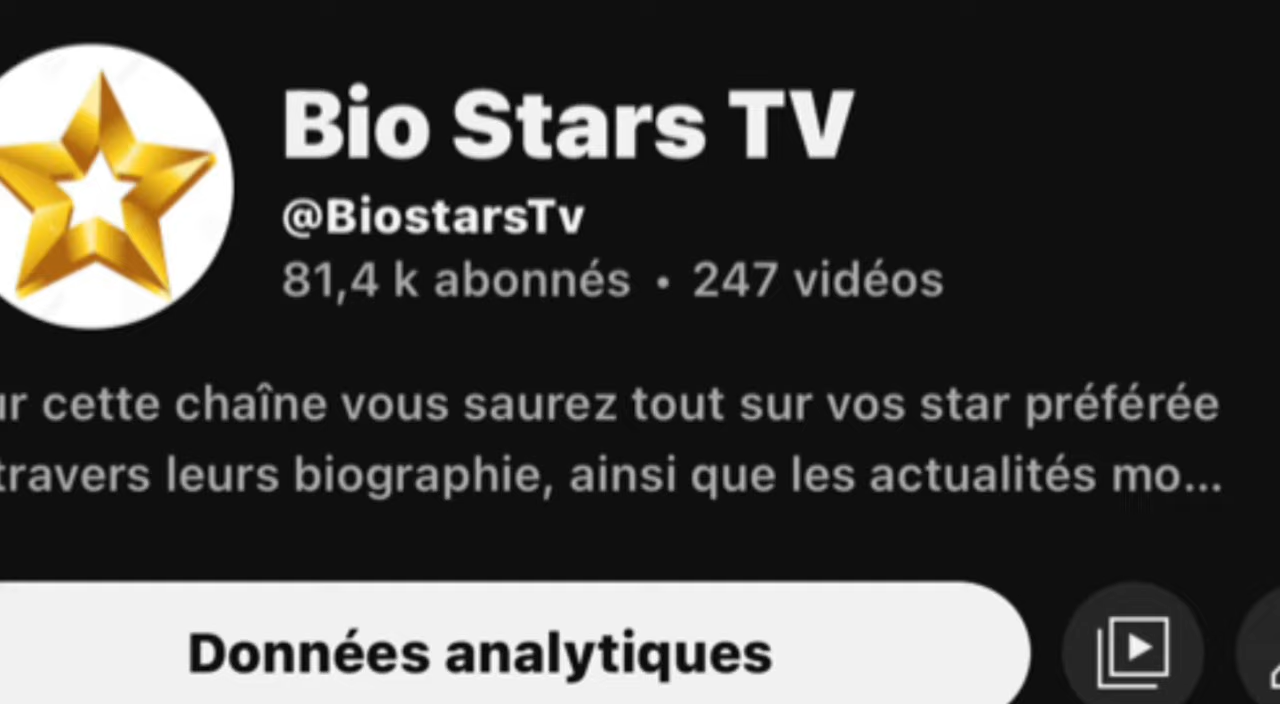 Bio Stars TV
@BiostarsTv
81,4 k abonnés • 247 vidéos
cette chaîne vous saurez tout sur vos star préférée
travers leurs biographie, ainsi que les actualités mo...
Données analytiques